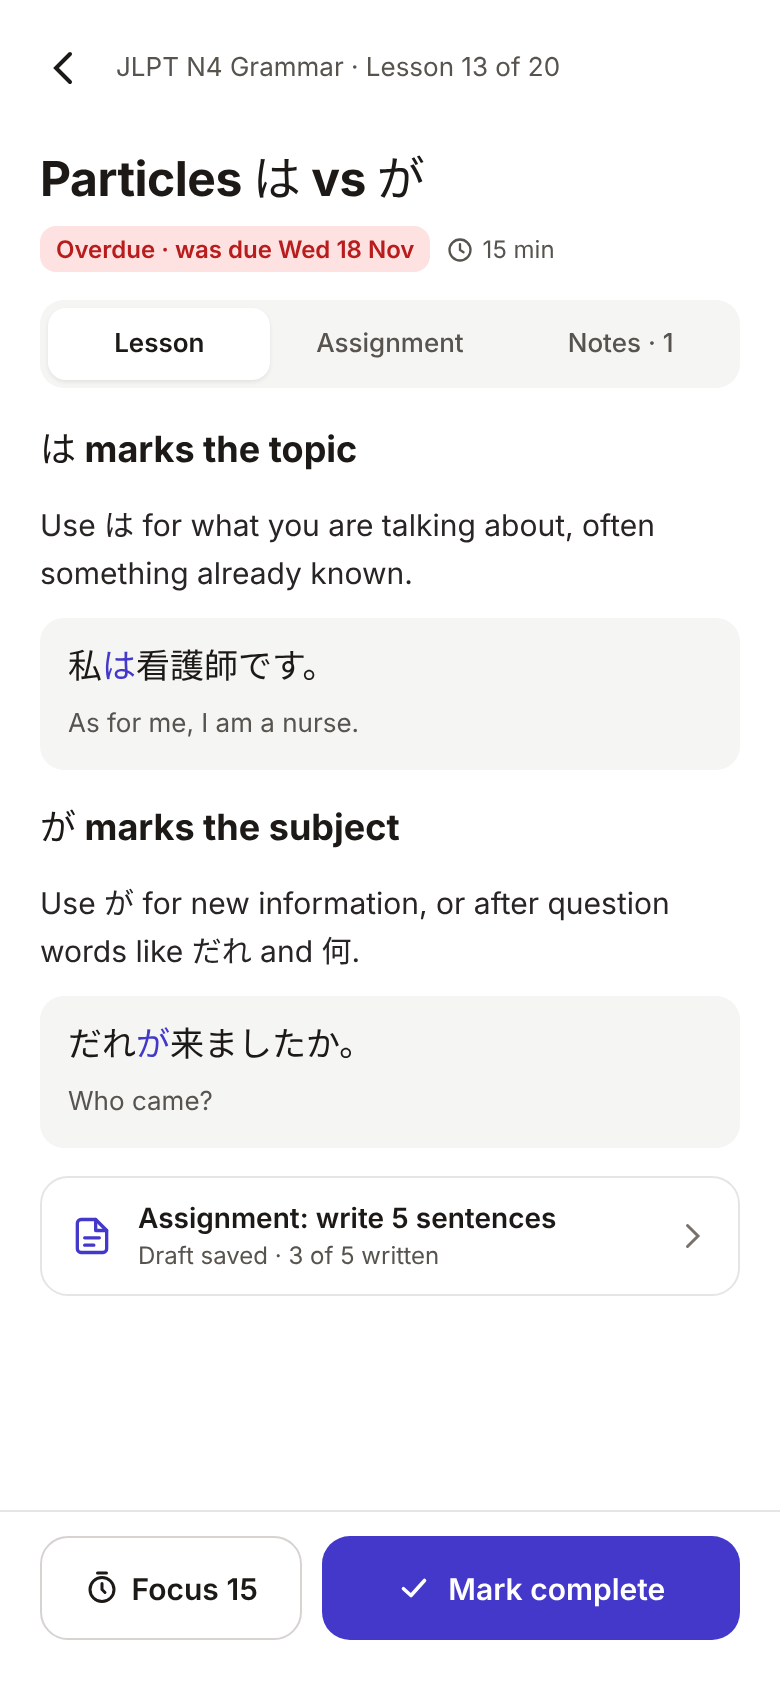 JLPT N4 Grammar · Lesson 13 of 20
Particles は vs が
Overdue · was due Wed 18 Nov
15 min
Lesson
Assignment
Notes · 1
は marks the topic
Use は for what you are talking about, often
something already known.
私は看護師です。
As for me, I am a nurse.
が marks the subject
Use が for new information, or after question
words like だれ and 何.
だれが来ましたか。
Who came?
Assignment: write 5 sentences
Draft saved · 3 of 5 written
Focus 15
Mark complete